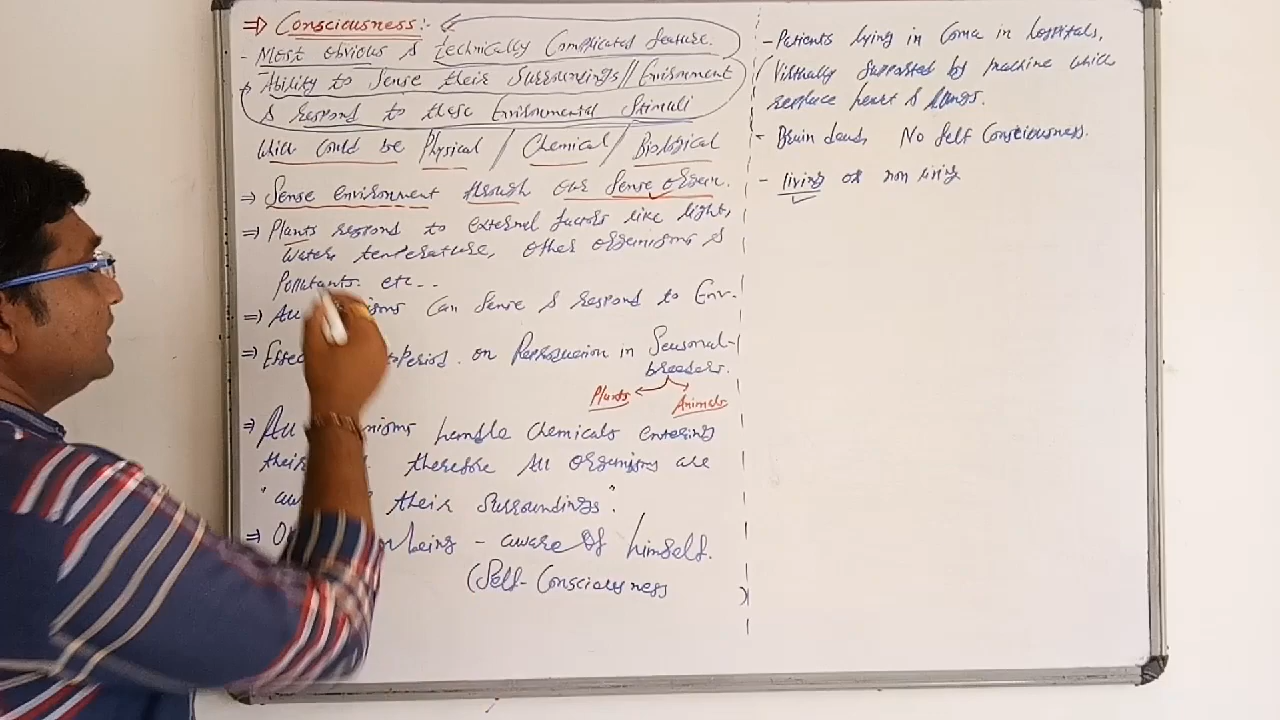 ⇒ Consciousness:-
- Most obvious & technically Complicated feature.
Ability to Sense their Surroundings // Enironment
& respond to these Environmental Stimuli
Which Could be Physical / Chemical / Biological
⇒ Sense environment through our Sense organ.
⇒ Plants respond to external factors like light,
water temperature, other organisms &
Pollutants. etc..
⇒ Can Sense & respond to Env.
⇒ on Reproduction in Seasonal-
breeders.
Plants Animals
⇒ handle Chemicals entering
their therefore All organisms are
their Surroundings".
⇒ being - aware of himself.
(Self-Consciousness )
- Patients lying in Coma in hospitals,
Virtually Supported by machine which
replace heart & lungs.
- Brain dead, No Self Consciousness.
- living or non living